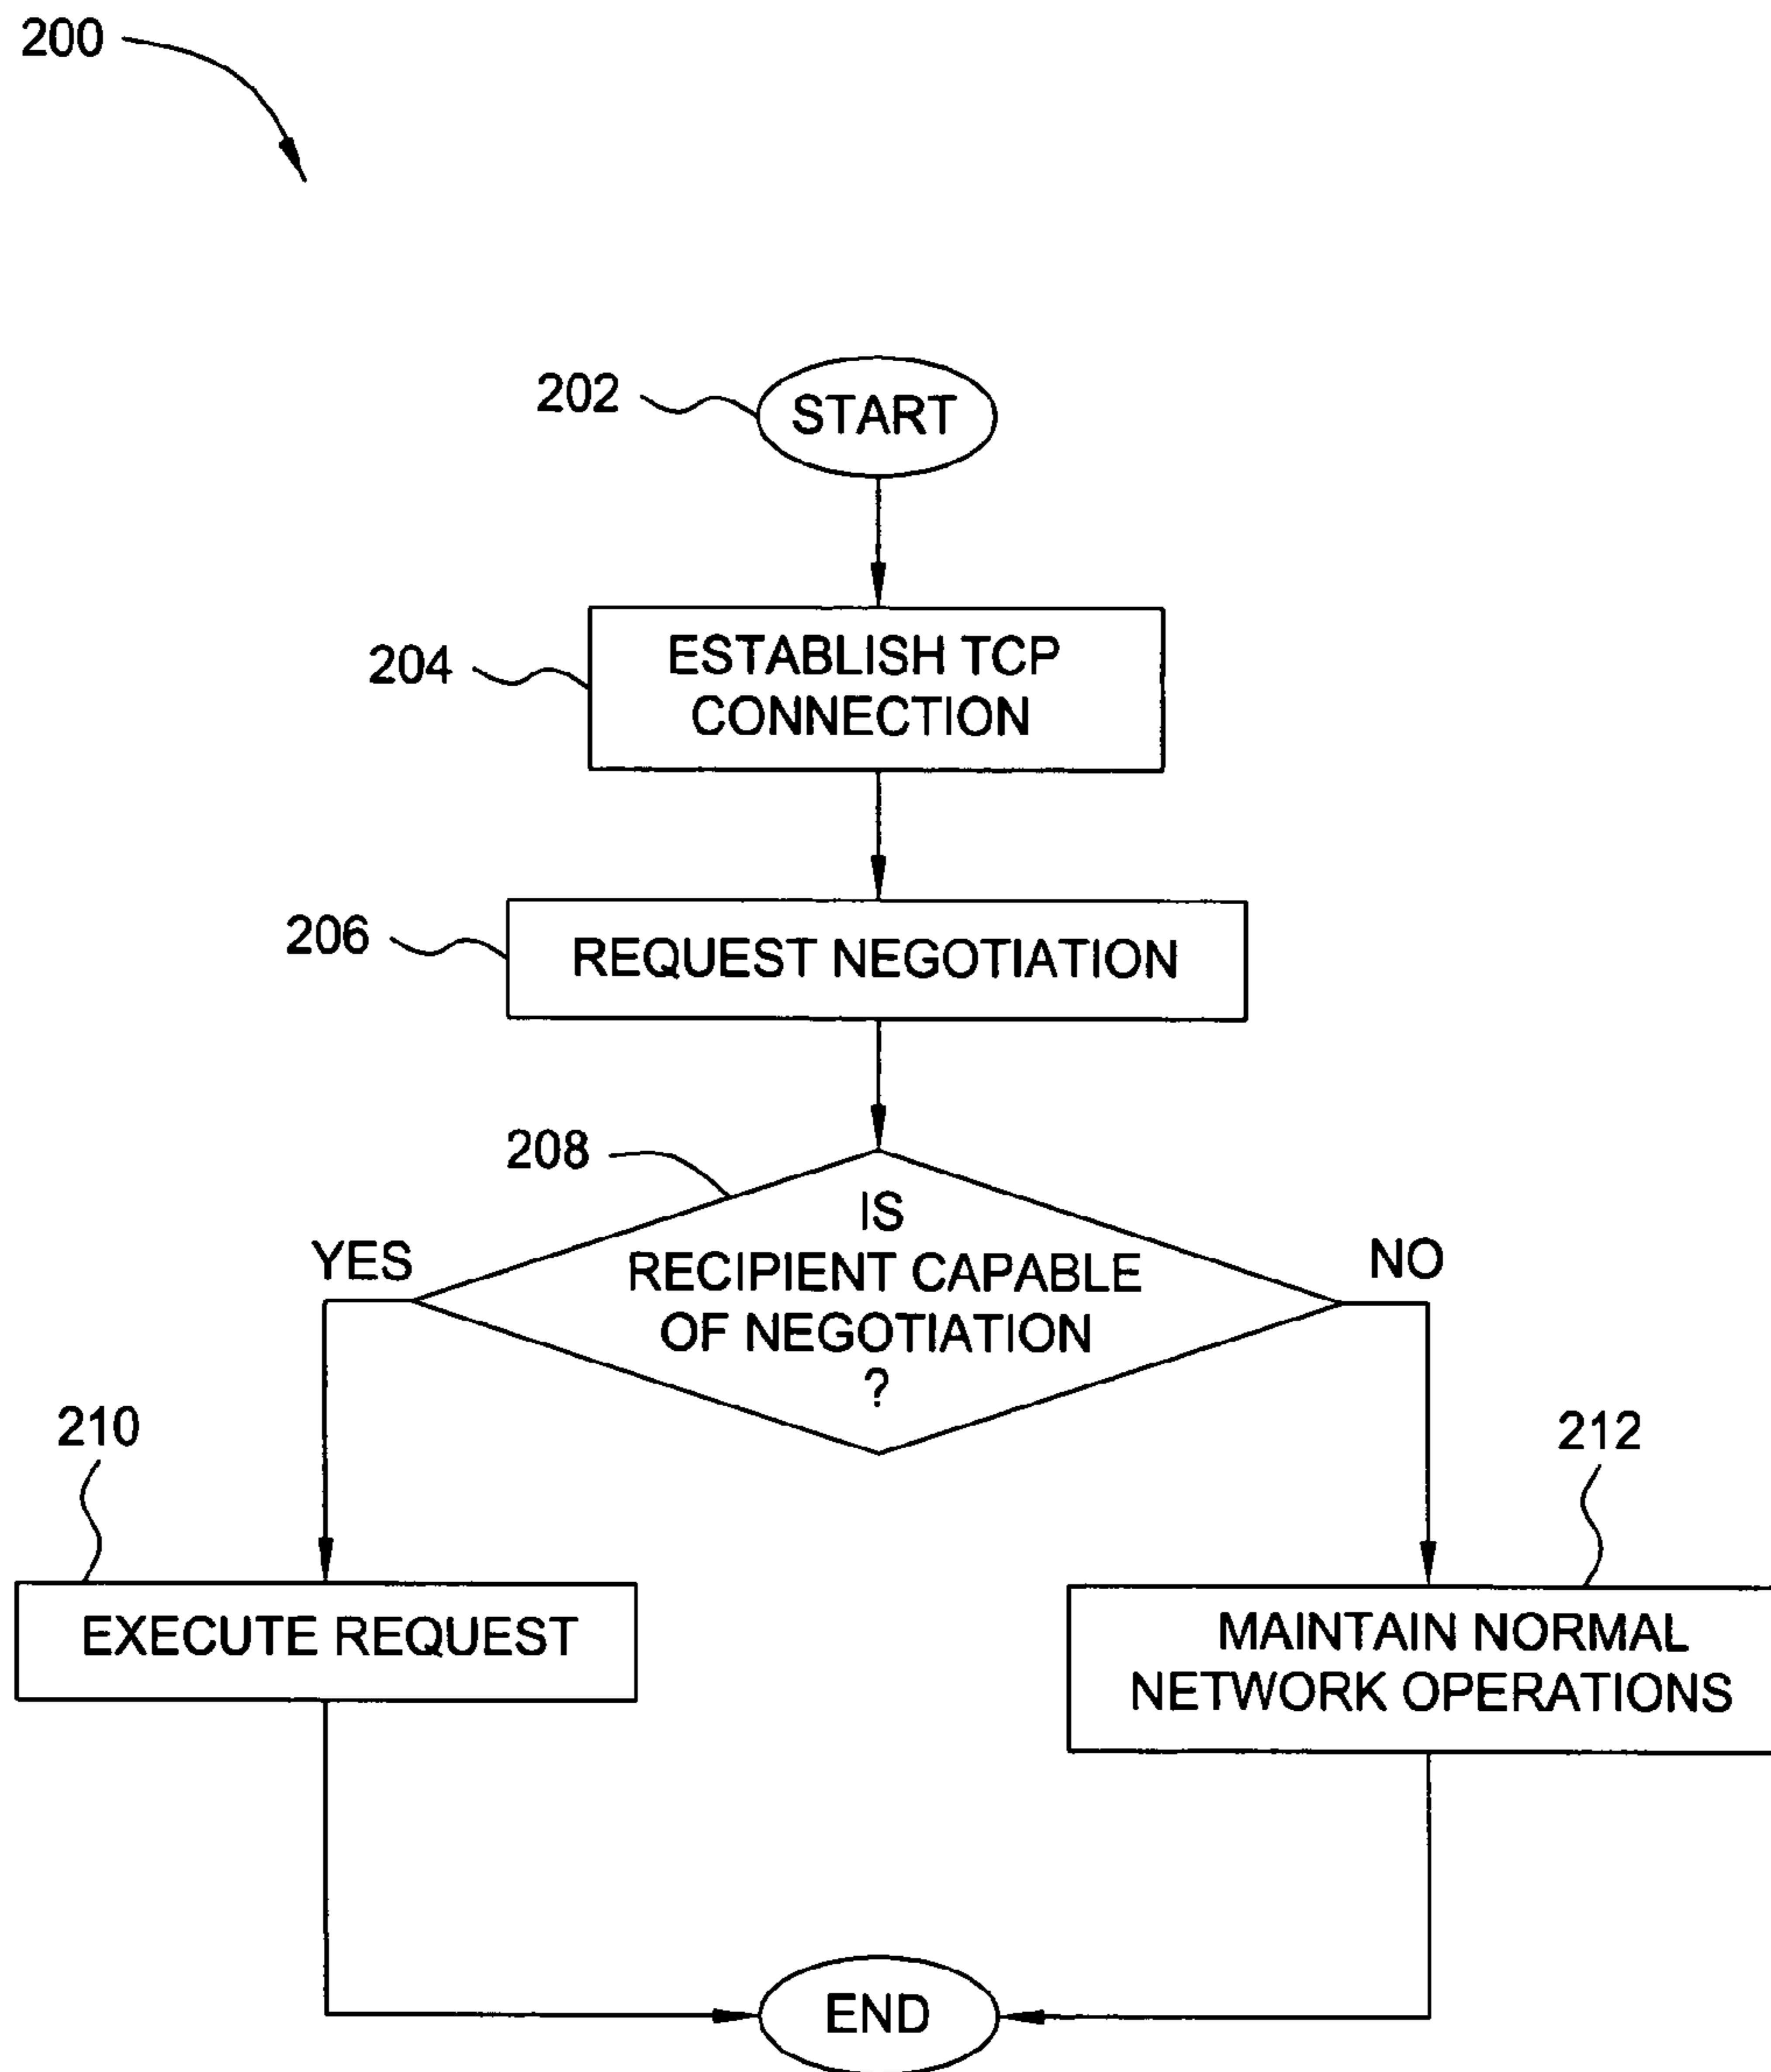 200
202
START
204
ESTABLISH TCP
CONNECTION
206
REQUEST NEGOTIATION
208
IS
RECIPIENT CAPABLE
OF NEGOTIATION
?
YES
NO
210
212
EXECUTE REQUEST
MAINTAIN NORMAL
NETWORK OPERATIONS
END